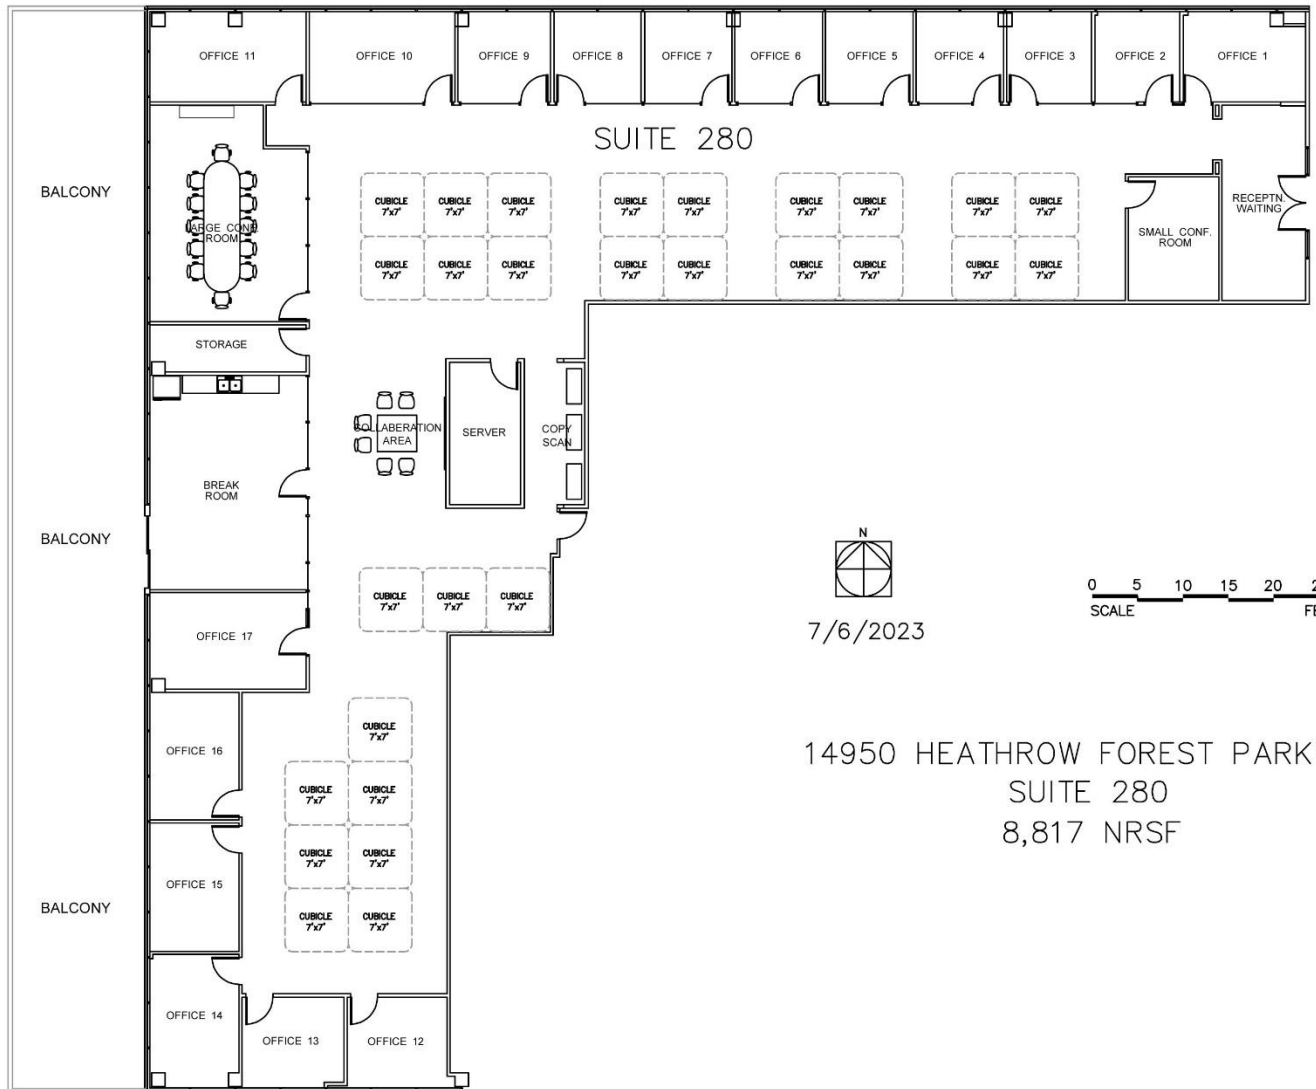 OFFICE 11
OFFICE 10
OFFICE 9
OFFICE 8
OFFICE 7
OFFICE 6
OFFICE 5
OFFICE 4
OFFICE 3
OFFICE 2
OFFICE 1
SUITE 280
BALCONY
CUBICLE
7'x7'
CUBICLE
7'x7'
CUBICLE
7'x7'
CUBICLE
7'x7'
CUBICLE
7'x7'
CUBICLE
7'x7'
CUBICLE
7'x7'
CUBICLE
7'x7'
CUBICLE
7'x7'
RECEPTN.
WAITING
LARGE CONF.
ROOM
SMALL CONF.
ROOM
CUBICLE
7'x7'
CUBICLE
7'x7'
CUBICLE
7'x7'
CUBICLE
7'x7'
CUBICLE
7'x7'
CUBICLE
7'x7'
CUBICLE
7'x7'
CUBICLE
7'x7'
CUBICLE
7'x7'
STORAGE
COLLABERATION
AREA
SERVER
COPY
SCAN
BREAK
ROOM
BALCONY
N
7/6/2023
0 5 10 15 20
SCALE
CUBICLE
7'x7'
CUBICLE
7'x7'
CUBICLE
7'x7'
OFFICE 17
CUBICLE
7'x7'
OFFICE 16
CUBICLE
7'x7'
CUBICLE
7'x7'
14950 HEATHROW FOREST PARK
SUITE 280
8,817 NRSF
CUBICLE
7'x7'
CUBICLE
7'x7'
OFFICE 15
BALCONY
CUBICLE
7'x7'
CUBICLE
7'x7'
OFFICE 14
OFFICE 13
OFFICE 12